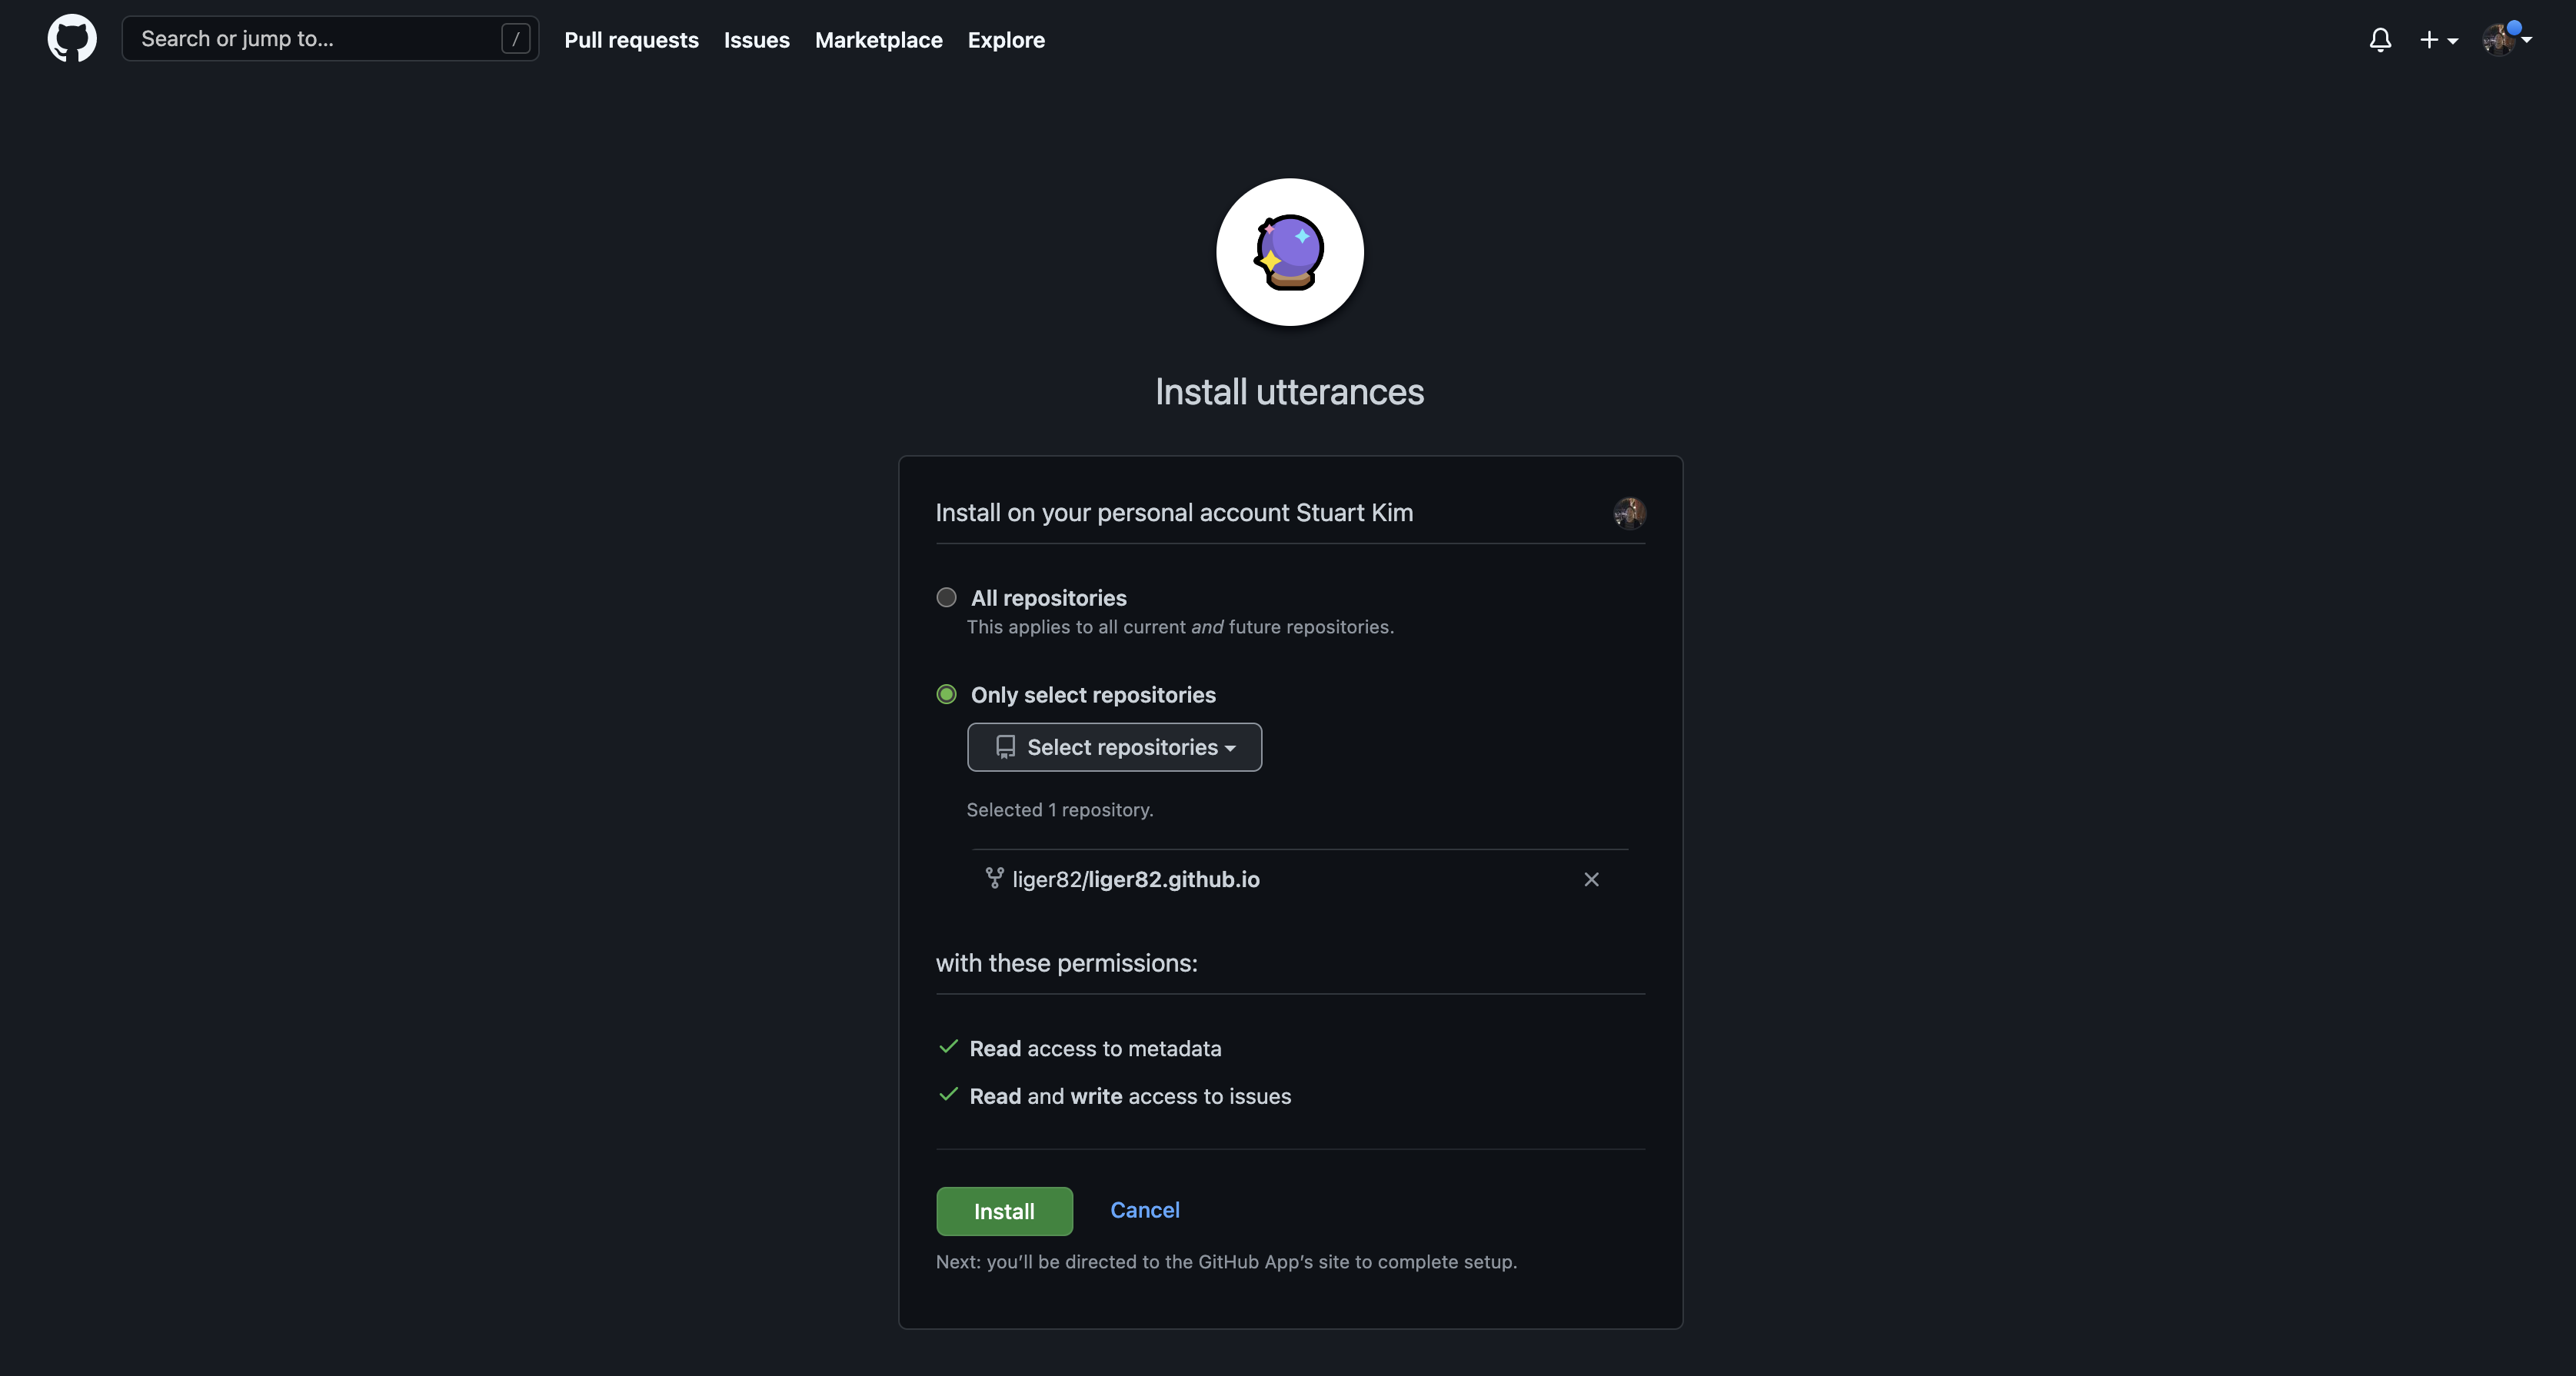 Search or jump to... /
Pull requests Issues Marketplace Explore
Install utterances
Install on your personal account Stuart Kim
All repositories
This applies to all current and future repositories.
Only select repositories
Select repositories
Selected 1 repository.
liger82/liger82.github.io
with these permissions:
Read access to metadata
Read and write access to issues
Install Cancel
Next: you’ll be directed to the GitHub App’s site to complete setup.